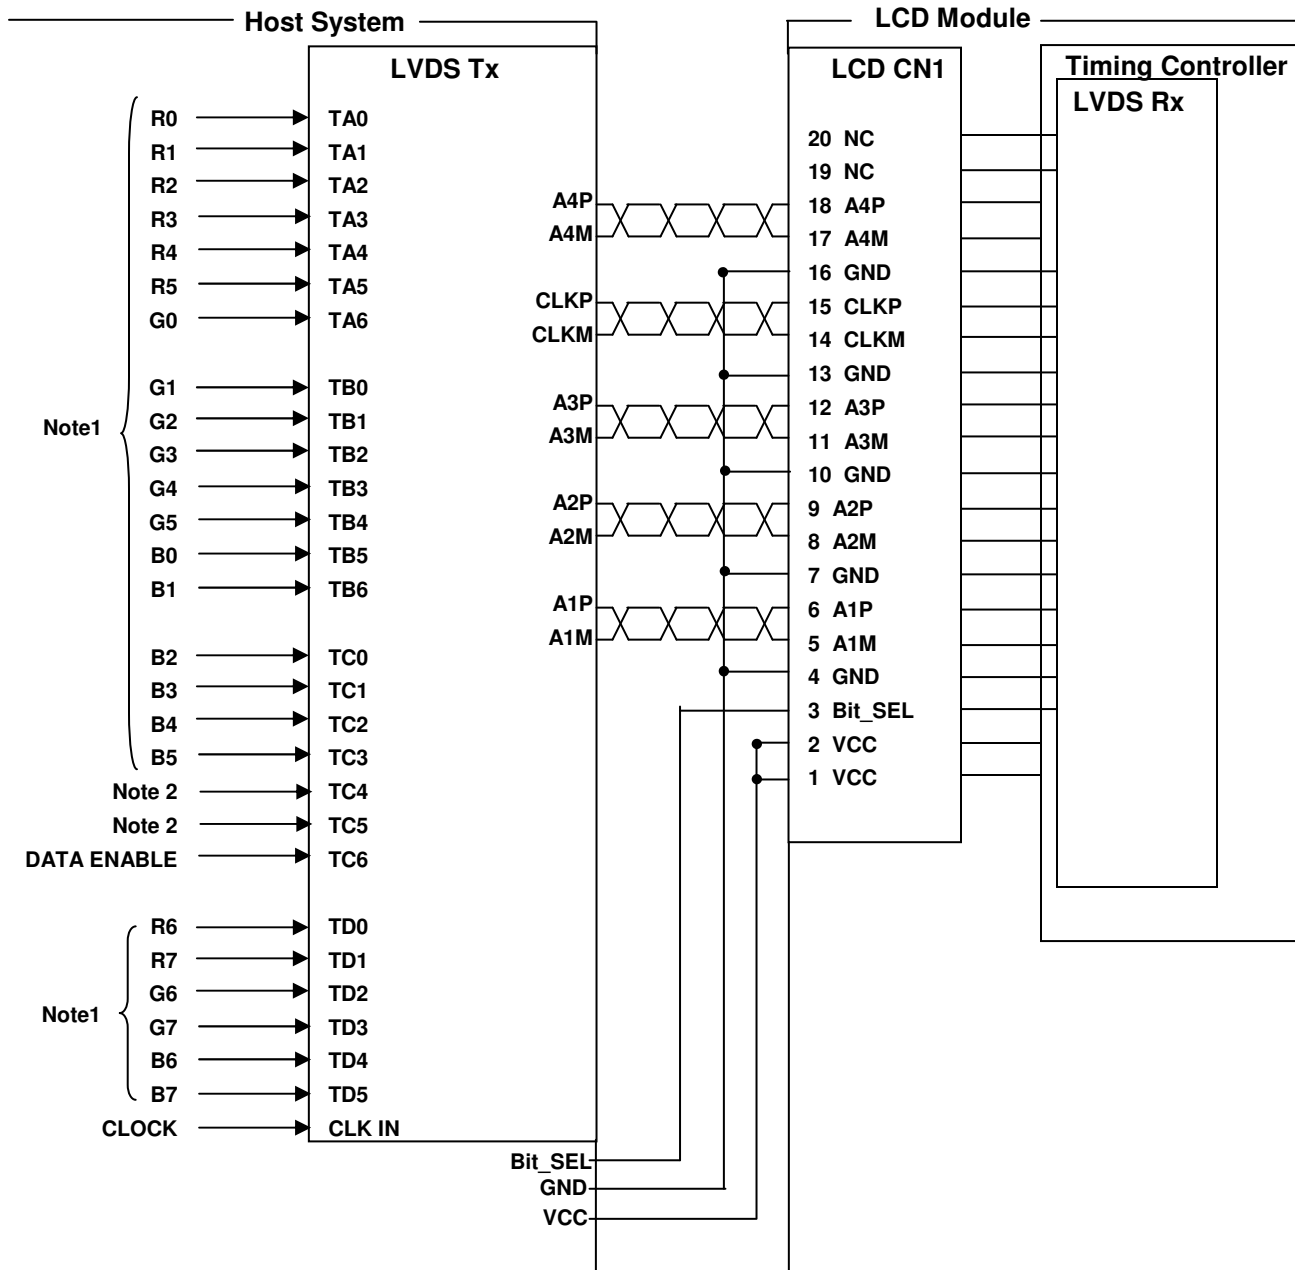 Host System
LCD Module
LVDS Tx
LCD CN1
Timing Controller
LVDS Rx
R0 TA0
R1 TA1
R2 TA2
R3 TA3
R4 TA4
R5 TA5
G0 TA6
Note1
G1 TB0
G2 TB1
G3 TB2
G4 TB3
G5 TB4
B0 TB5
B1 TB6
B2 TC0
B3 TC1
B4 TC2
B5 TC3
Note 2 TC4
Note 2 TC5
DATA ENABLE TC6
R6 TD0
R7 TD1
G6 TD2
Note1
G7 TD3
B6 TD4
B7 TD5
CLOCK CLK IN
A4P
A4M
CLKP
CLKM
A3P
A3M
A2P
A2M
A1P
A1M
Bit_SEL
GND
VCC
20 NC
19 NC
18 A4P
17 A4M
16 GND
15 CLKP
14 CLKM
13 GND
12 A3P
11 A3M
10 GND
9 A2P
8 A2M
7 GND
6 A1P
5 A1M
4 GND
3 Bit_SEL
2 VCC
1 VCC